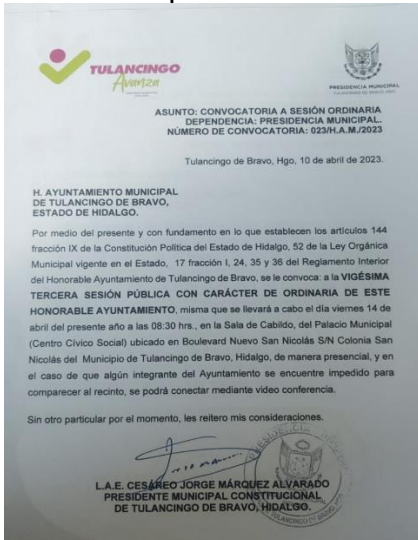 TULANCINGO
Avanza
PRESIDENCIA MUNICIPAL
ASUNTO: CONVOCATORIA A SESIÓN ORDINARIA
DEPENDENCIA: PRESIDENCIA MUNICIPAL.
NÚMERO DE CONVOCATORIA: 023/H.A.M./2023
Tulancingo de Bravo, Hgo, 10 de abril de 2023.
H. AYUNTAMIENTO MUNICIPAL
DE TULANCINGO DE BRAVO,
ESTADO DE HIDALGO.
Por medio del presente y con fundamento en lo que establecen los artículos 144
fracción IX de la Constitución Política del Estado de Hidalgo, 52 de la Ley Orgánica
Municipal vigente en el Estado, 17 fracción I, 24, 35 y 36 del Reglamento Interior
del Honorable Ayuntamiento de Tulancingo de Bravo, se le convoca: a la VIGÉSIMA
TERCERA SESIÓN PÚBLICA CON CARÁCTER DE ORDINARIA DE ESTE
HONORABLE AYUNTAMIENTO, misma que se llevará a cabo el día viernes 14 de
abril del presente año a las 08:30 hrs., en la Sala de Cabildo, del Palacio Municipal
(Centro Cívico Social) ubicado en Boulevard Nuevo San Nicolás S/N Colonia San
Nicolás del Municipio de Tulancingo de Bravo, Hidalgo, de manera presencial, y en
el caso de que algún integrante del Ayuntamiento se encuentre impedido para
comparecer al recinto, se podrá conectar mediante video conferencia.
Sin otro particular por el momento, les reitero mis consideraciones.
L.A.E. CESÁREO JORGE MÁRQUEZ ALVARADO
PRESIDENTE MUNICIPAL CONSTITUCIONAL
DE TULANCINGO DE BRAVO, HIDALGO.